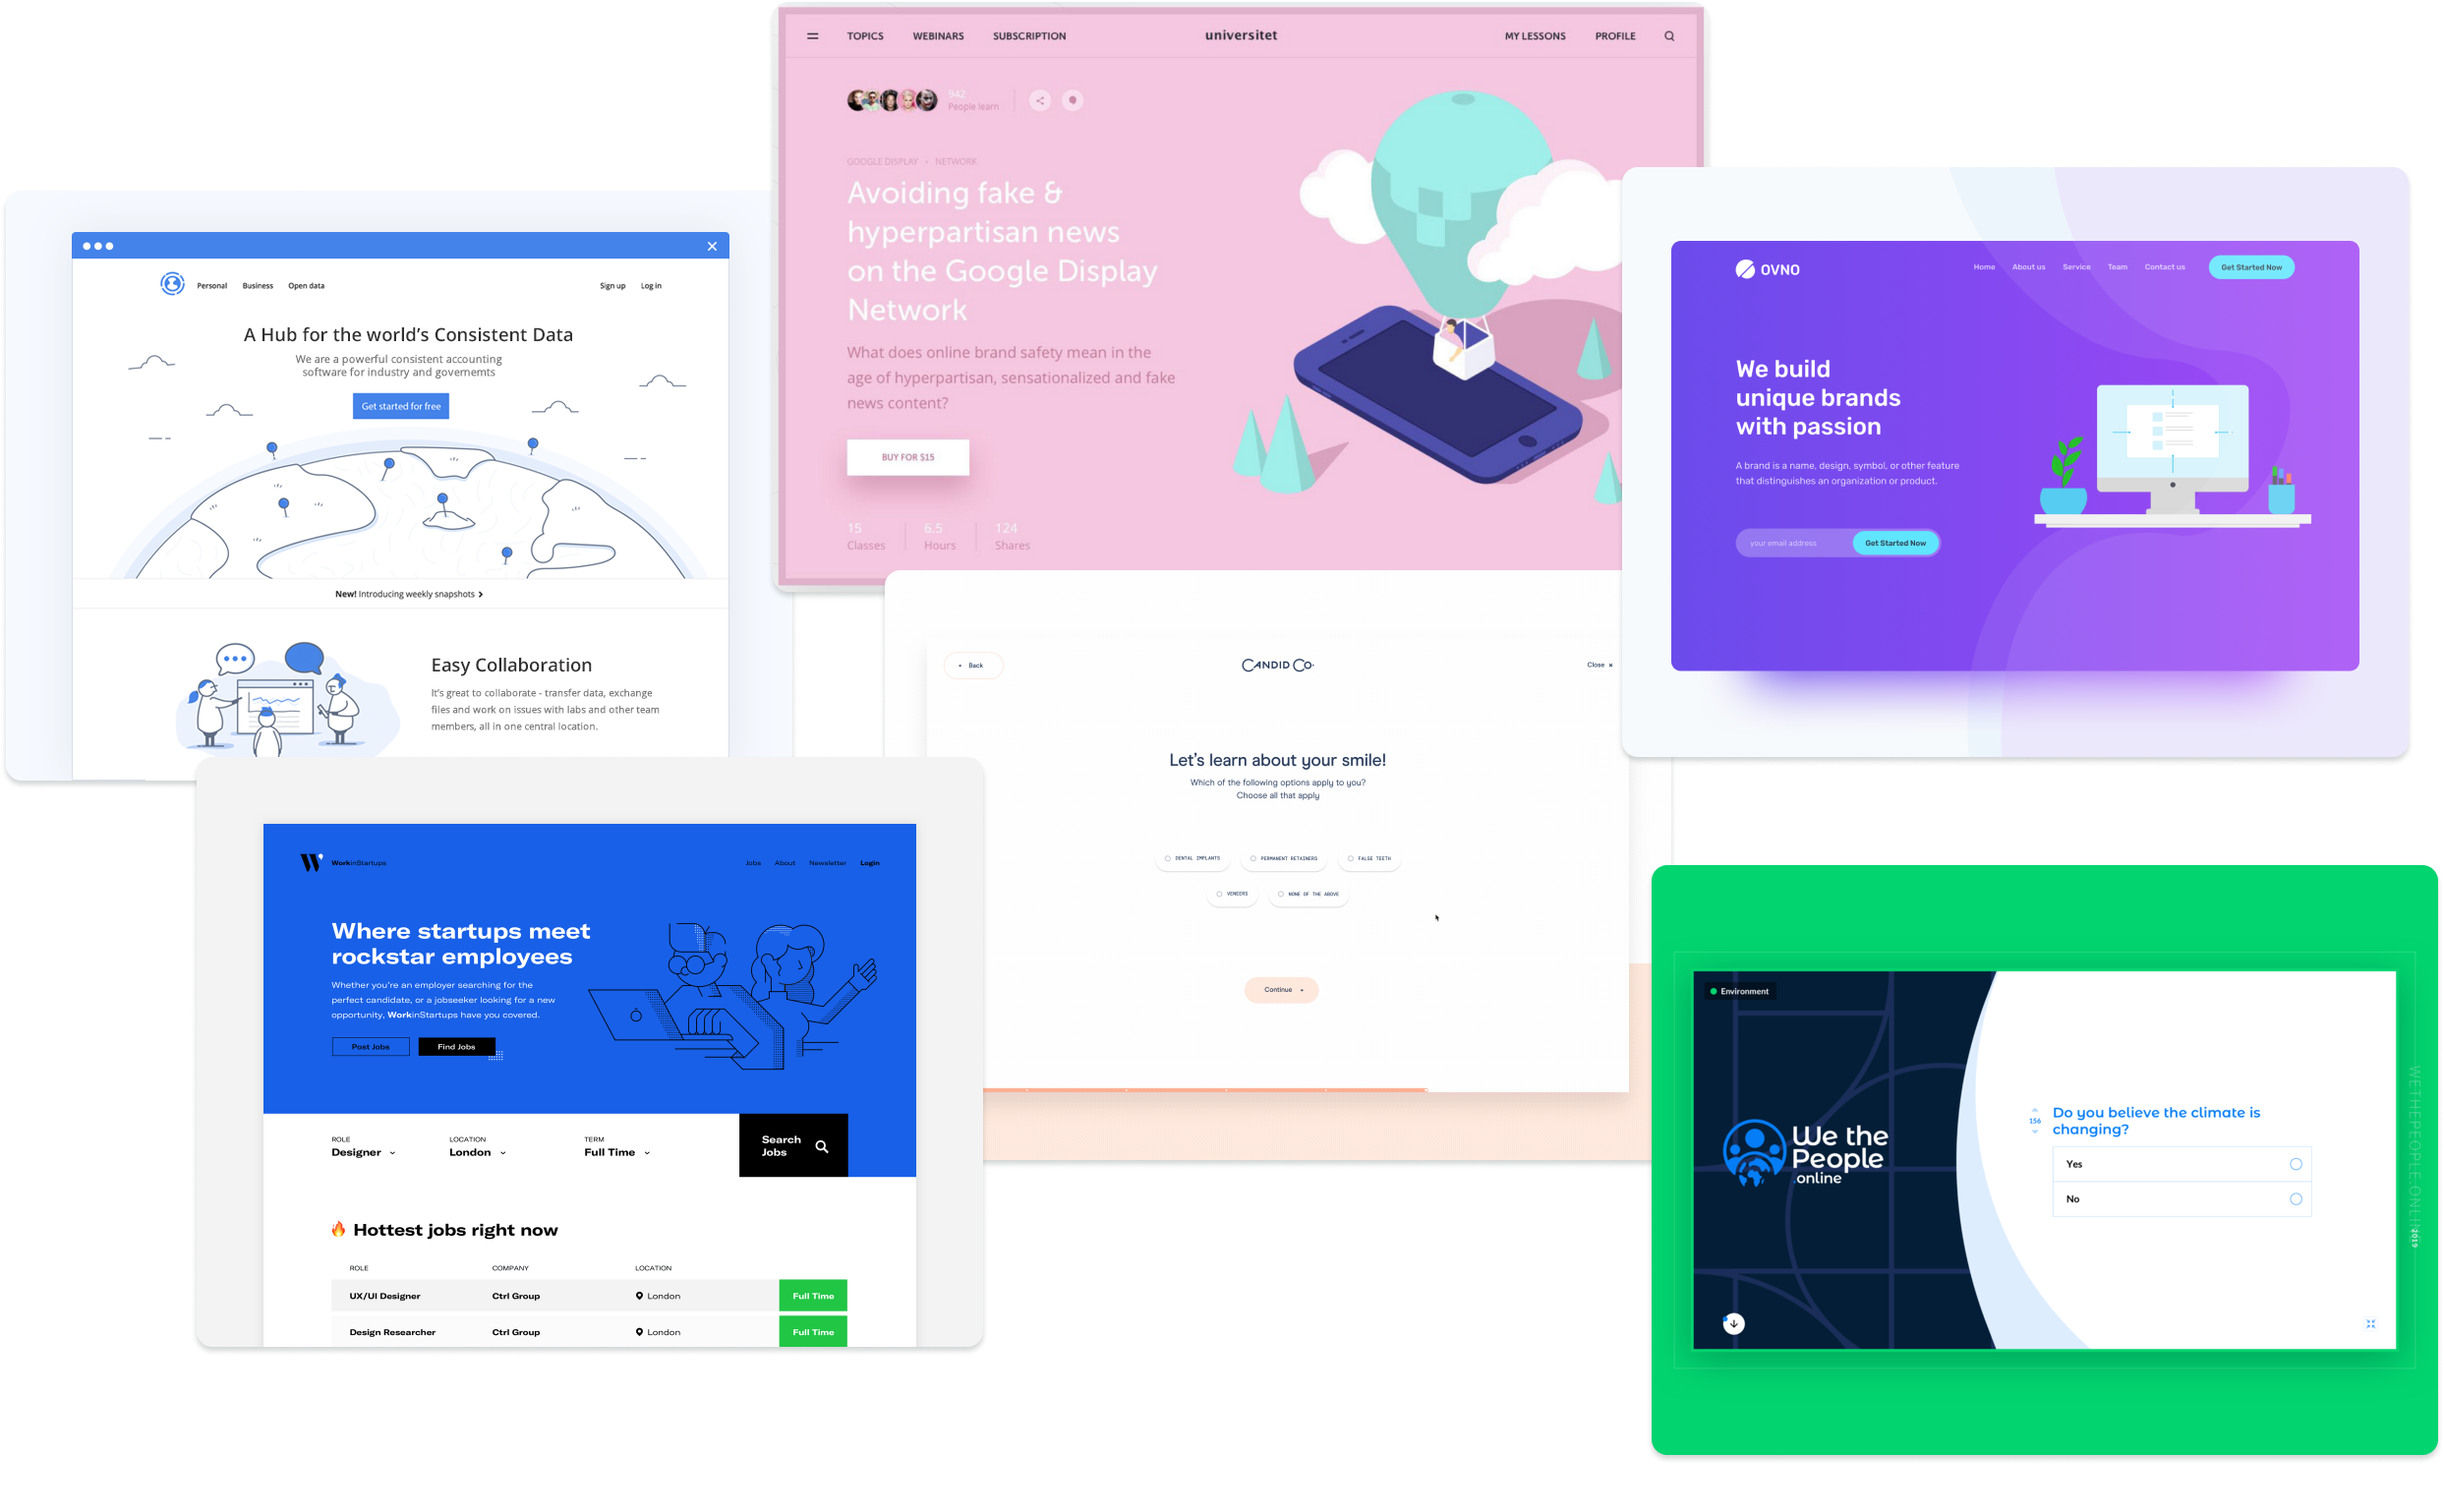 TOPICS WEBINARS SUBSCRIPTION universitet MY LESSONS PROFILE
942
People learn
GOOGLE DISPLAY • NETWORK
Avoiding fake &
hyperpartisan news
on the Google Display
Network
What does online brand safety mean in the
age of hyperpartisan, sensationalized and fake
news content?
BUY FOR $15
15 6.5 124
Classes Hours Shares
Personal Business Open data Sign up Log in
A Hub for the world's Consistent Data
We are a powerful consistent accounting
software for industry and governemts
Get started for free
New! Introducing weekly snapshots
Easy Collaboration
It's great to collaborate - transfer data, exchange
files and work on issues with labs and other team
members, all in one central location.
OVNO Home About us Service Team Contact us Get Started Now
We build
unique brands
with passion
A brand is a name, design, symbol, or other feature
that distinguishes an organization or product.
your email address Get Started Now
Back CANDID CO. Close
Let's learn about your smile!
Which of the following options apply to you?
Choose all that apply
DENTAL IMPLANTS PERMANENT RETAINERS FALSE TEETH
VENEERS NONE OF THE ABOVE
Continue
WorkinStartups Jobs About Newsletter Login
Where startups meet
rockstar employees
Whether you're an employer searching for the
perfect candidate, or a jobseeker looking for a new
opportunity, WorkinStartups have you covered.
Post Jobs Find Jobs
ROLE LOCATION TERM
Designer London Full Time
Search
Jobs
Hottest jobs right now
ROLE COMPANY LOCATION
UX/UI Designer Ctrl Group London Full Time
Design Researcher Ctrl Group London Full Time
Environment
We the
People
.online
156
Do you believe the climate is
changing?
Yes
No
WETHEPEOPLE.ONLINE
2019